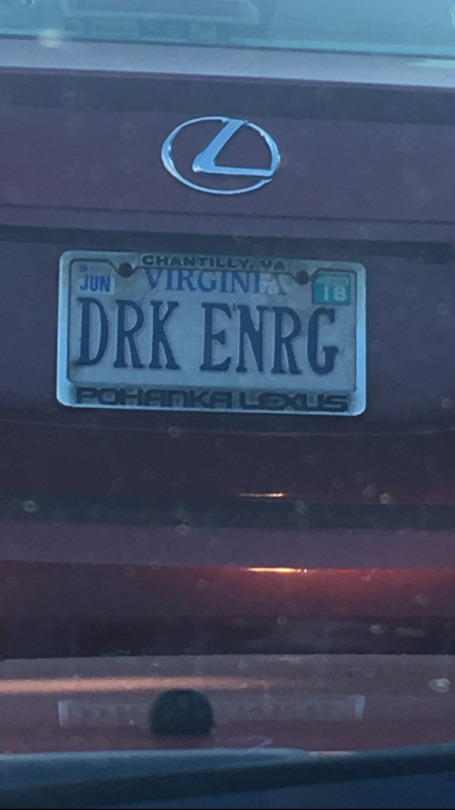 CHANTILLY, VA
JUN VIRGINIA 18
DRK ENRG
POHANKA LEXUS